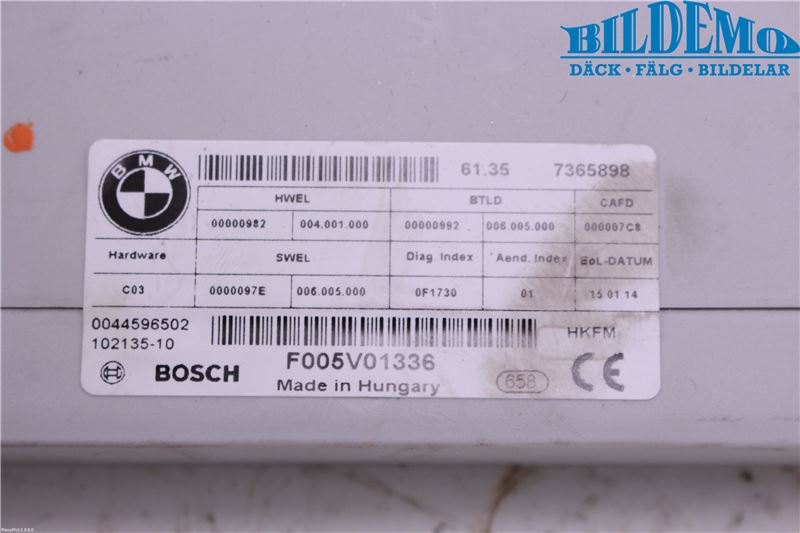 BILDEMO
DÄCK • FÄLG • BILDELAR
BMW
61.35 7365898
HWEL BTLD CAFD
00000982 004.001.000 00000992 006.005.000 000007C8
Hardware SWEL Diag. Index Aend. Index EoL-DATUM
C03 0000097E 006.005.000 0F1730 01 15.01.14
0044596502
102135-10
HKFM
BOSCH F005V01336
Made in Hungary
658 CE